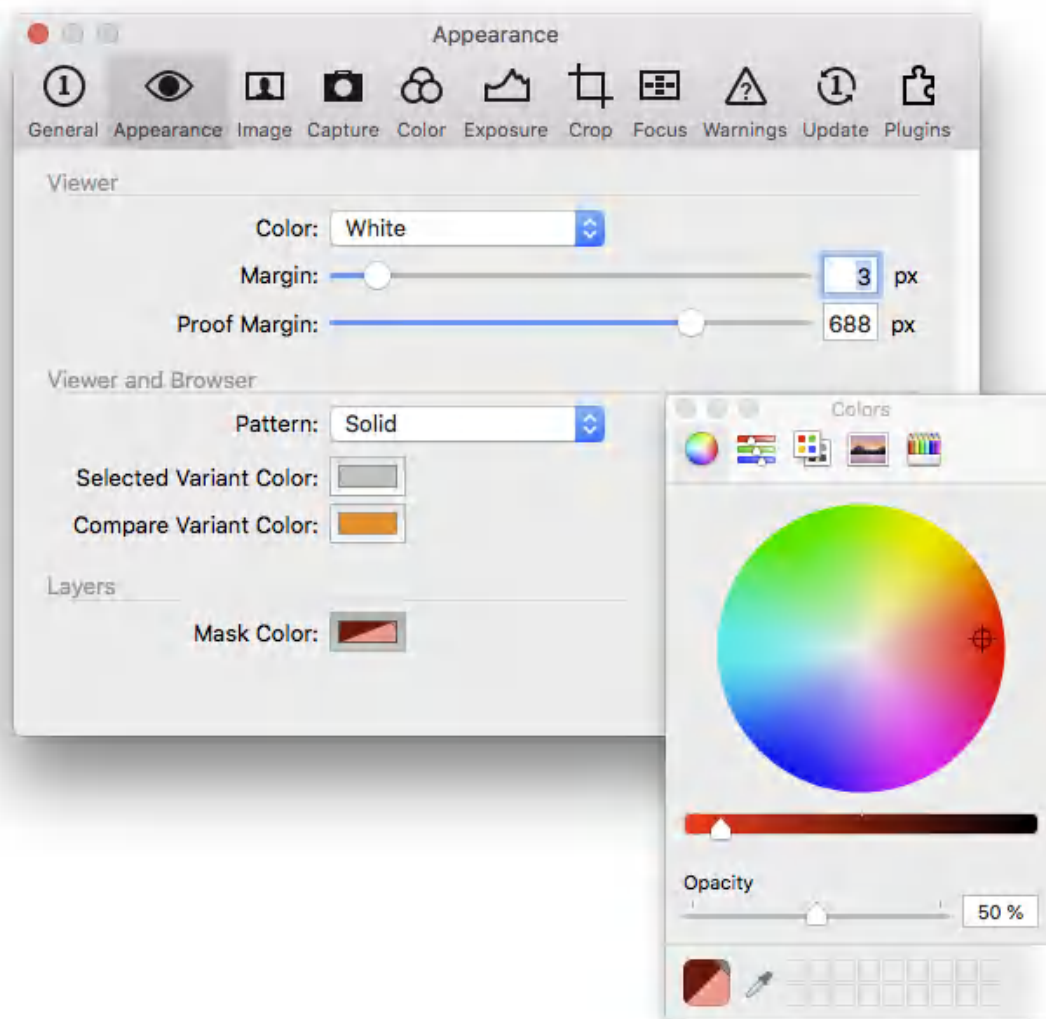 Appearance
General Appearance Image Capture Color Exposure Crop Focus Warnings Update Plugins
Viewer
Color: White
Margin: 3 px
Proof Margin: 688 px
Viewer and Browser
Pattern: Solid
Selected Variant Color:
Compare Variant Color:
Layers
Mask Color:
Colors
Opacity
50 %